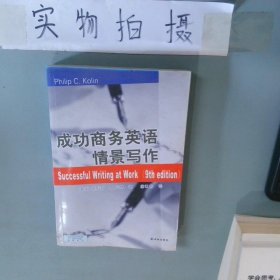 实物拍摄
Philip C. Kolin
成功商务英语
情景写作
Successful Writing at Work (9th edition)